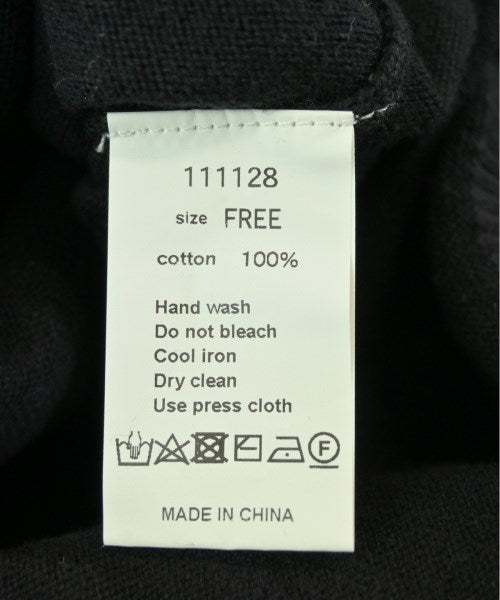 111128
size FREE
cotton 100%
Hand wash
Do not bleach
Cool iron
Dry clean
Use press cloth
F
MADE IN CHINA